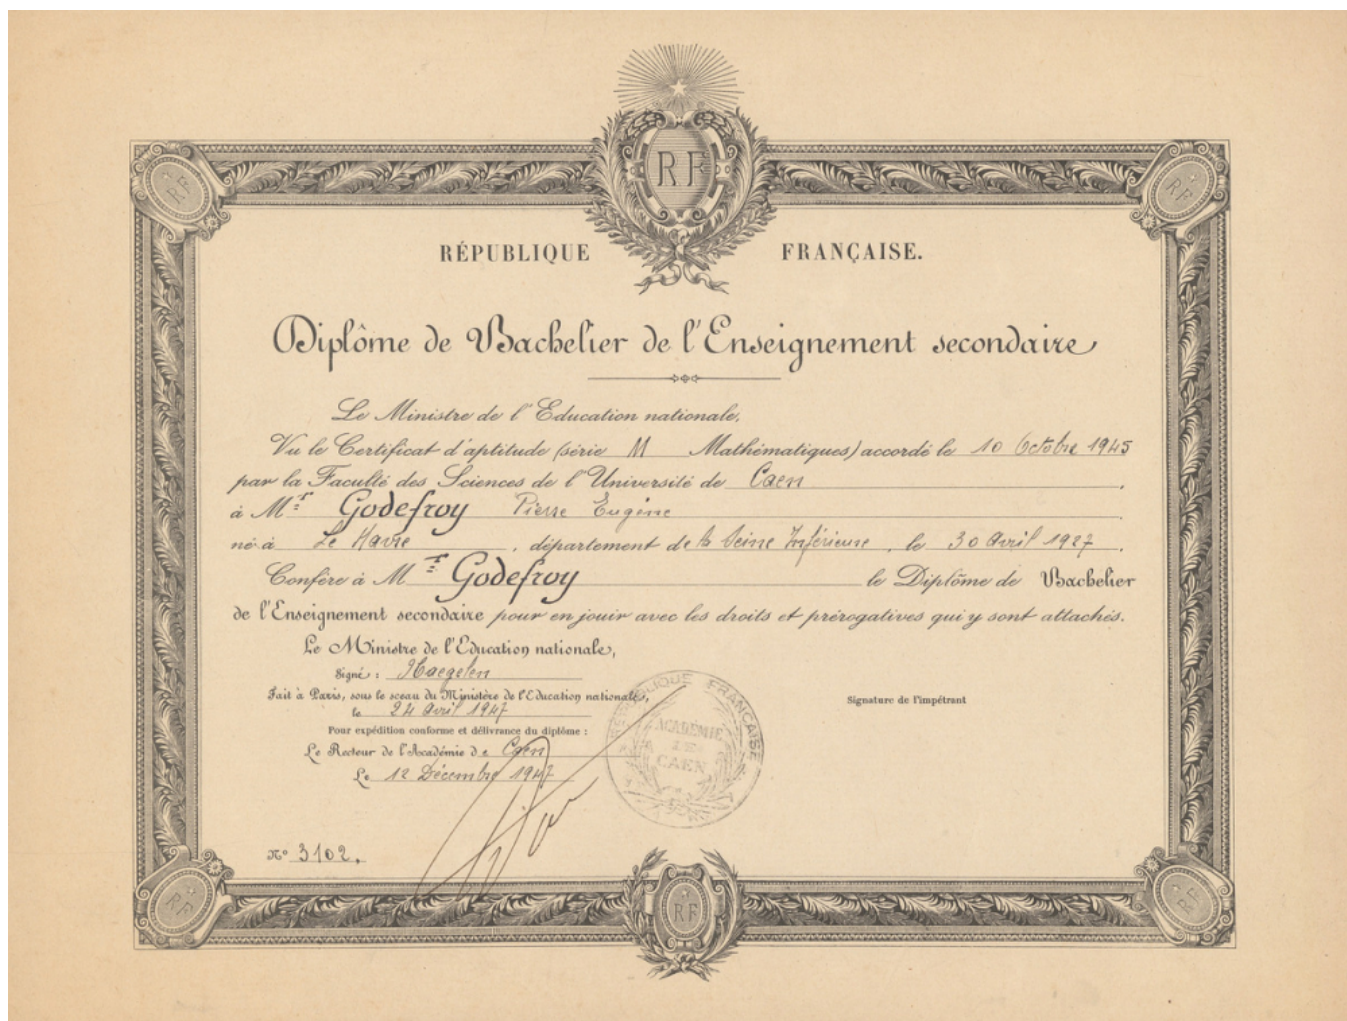 RF
RF
RF
RÉPUBLIQUE FRANÇAISE.
Diplôme de Bachelier de l'Enseignement secondaire
Le Ministre de l'Education nationale,
Vu le Certificat d'aptitude (série M Mathématiques) accordé le 10 Octobre 1945
par la Faculté des Sciences de l'Université de Caen.
à Mr Godefroy Pierre Eugène
né à Le Havre, département de la Seine Inférieure, le 30 Avril 1927.
Confère à Mr Godefroy le Diplôme de Bachelier
de l'Enseignement secondaire pour en jouir avec les droits et prérogatives qui y sont attachés.
Le Ministre de l'Education nationale,
Signé : Naegelen
Fait à Paris, sous le sceau du Ministère de l'Education nationale,
le 24 Avril 1947
Signature de l'impétrant
Pour expédition conforme et délivrance du diplôme :
Le Recteur de l'Académie de Caen
Le 12 Décembre 1947
RÉPUBLIQUE FRANÇAISE
ACADÉMIE
DE
CAEN
No 3102.
RF
RF
RF